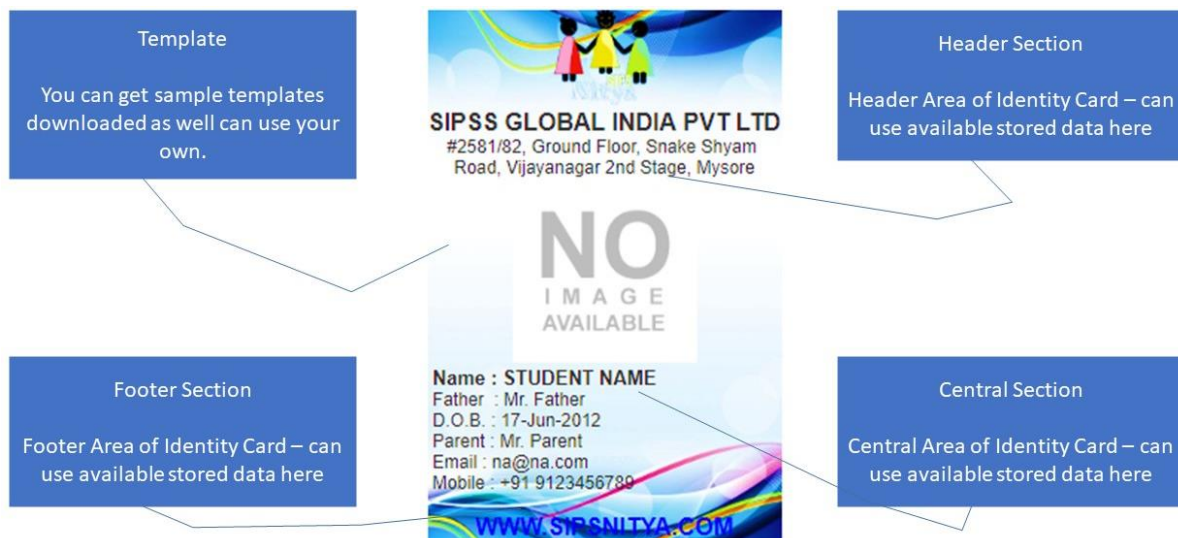 Template
You can get sample templates
downloaded as well can use your
own.
SIPSS GLOBAL INDIA PVT LTD
#2581/82, Ground Floor, Snake Shyam
Road, Vijayanagar 2nd Stage, Mysore
Header Section
Header Area of Identity Card – can
use available stored data here
NO
IMAGE
AVAILABLE
Footer Section
Footer Area of Identity Card – can
use available stored data here
Name : STUDENT NAME
Father : Mr. Father
D.O.B. : 17-Jun-2012
Parent : Mr. Parent
Email : na@na.com
Mobile : +91 9123456789
WWW.SIPSNITYA.COM
Central Section
Central Area of Identity Card – can
use available stored data here